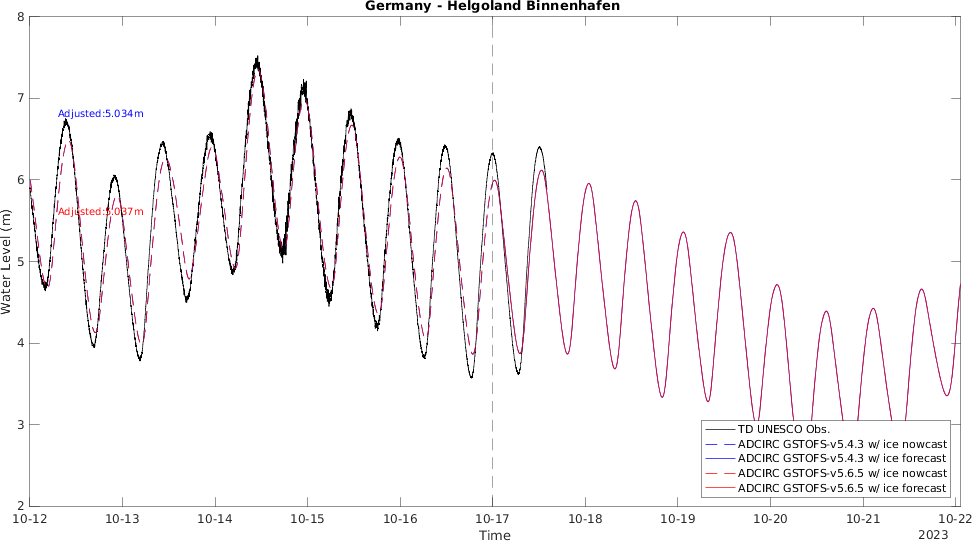 Germany - Helgoland Binnenhafen
8
7
6
5
4
3
2
Water Level (m)
Adjusted:5.034m
Adjusted:5.037m
TD UNESCO Obs.
ADCIRC GSTOFS-v5.4.3 w/ ice nowcast
ADCIRC GSTOFS-v5.4.3 w/ ice forecast
ADCIRC GSTOFS-v5.6.5 w/ ice nowcast
ADCIRC GSTOFS-v5.6.5 w/ ice forecast
10-12 10-13 10-14 10-15 10-16 10-17 10-18 10-19 10-20 10-21 10-22
Time
2023